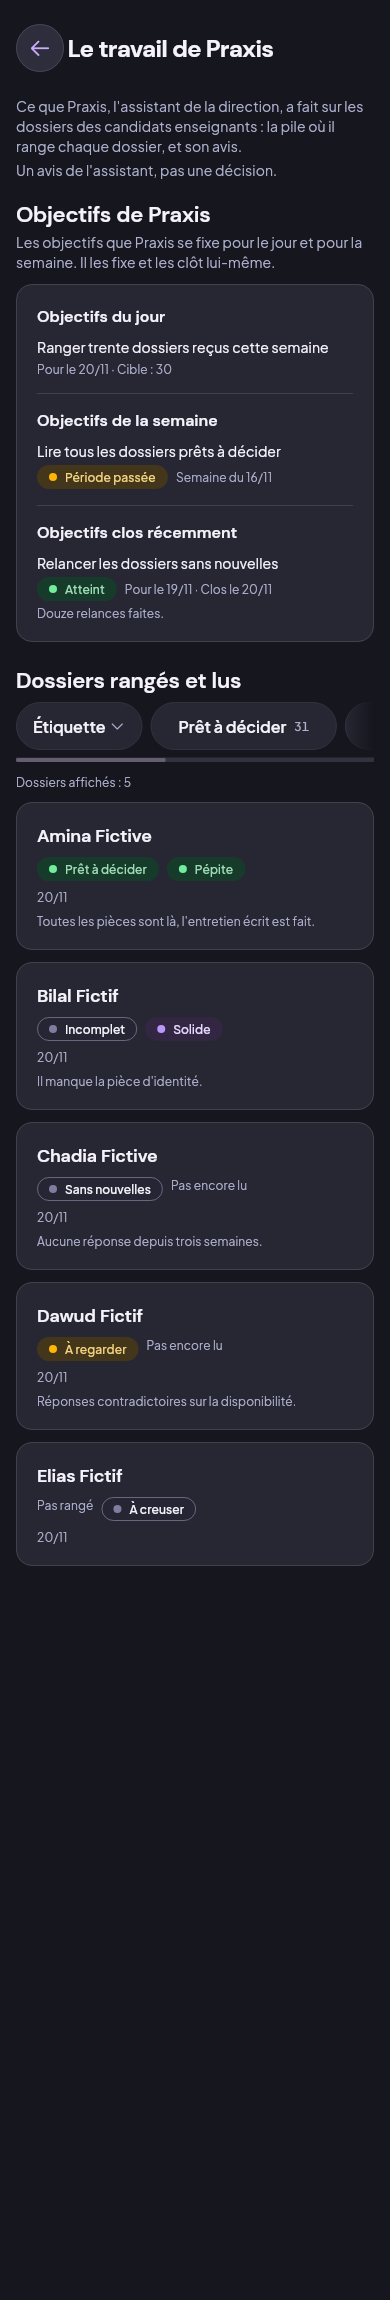 Le travail de Praxis
Ce que Praxis, l'assistant de la direction, a fait sur les
dossiers des candidats enseignants : la pile où il
range chaque dossier, et son avis.
Un avis de l'assistant, pas une décision.
Objectifs de Praxis
Les objectifs que Praxis se fixe pour le jour et pour la
semaine. Il les fixe et les clôt lui-même.
Objectifs du jour
Ranger trente dossiers reçus cette semaine
Pour le 20/11 · Cible : 30
Objectifs de la semaine
Lire tous les dossiers prêts à décider
Période passée Semaine du 16/11
Objectifs clos récemment
Relancer les dossiers sans nouvelles
Atteint Pour le 19/11 · Clos le 20/11
Douze relances faites.
Dossiers rangés et lus
Étiquette Prêt à décider 31
Dossiers affichés : 5
Amina Fictive
Prêt à décider Pépite
20/11
Toutes les pièces sont là, l'entretien écrit est fait.
Bilal Fictif
Incomplet Solide
20/11
Il manque la pièce d'identité.
Chadia Fictive
Sans nouvelles Pas encore lu
20/11
Aucune réponse depuis trois semaines.
Dawud Fictif
À regarder Pas encore lu
20/11
Réponses contradictoires sur la disponibilité.
Elias Fictif
Pas rangé À creuser
20/11